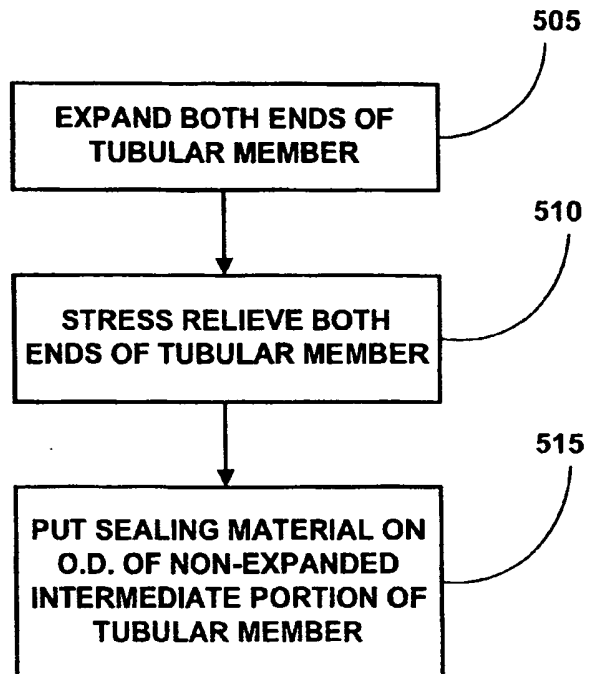 505
EXPAND BOTH ENDS OF
TUBULAR MEMBER
510
STRESS RELIEVE BOTH
ENDS OF TUBULAR MEMBER
515
PUT SEALING MATERIAL ON
O.D. OF NON-EXPANDED
INTERMEDIATE PORTION OF
TUBULAR MEMBER